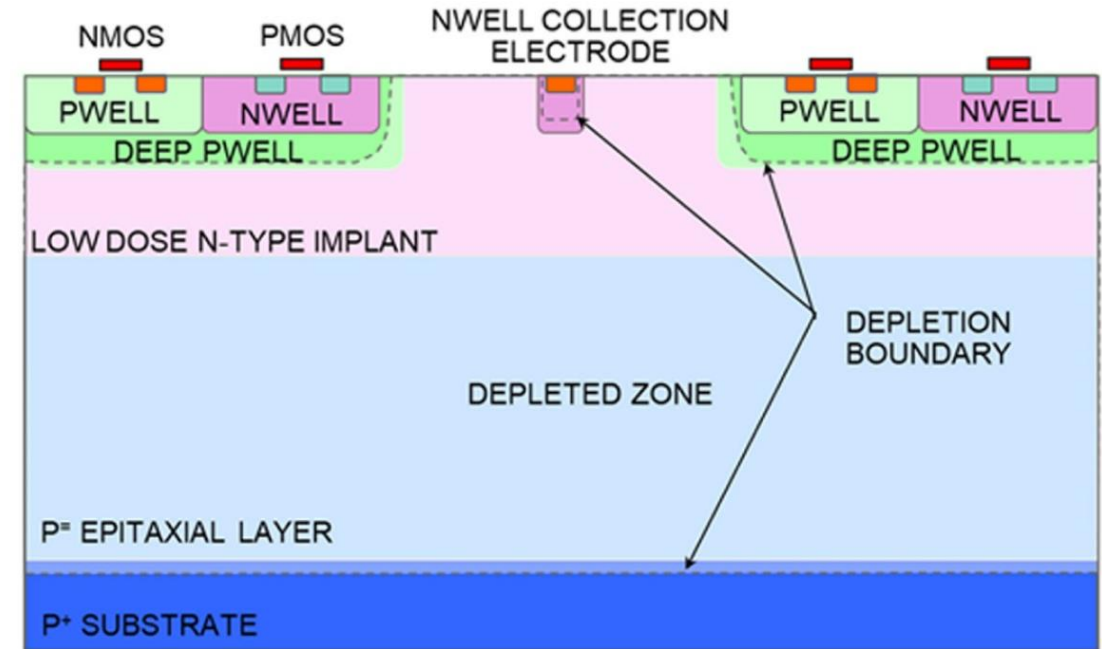 NMOS
PMOS
NWELL COLLECTION
ELECTRODE
PWELL
NWELL
PWELL
NWELL
DEEP PWELL
DEEP PWELL
LOW DOSE N-TYPE IMPLANT
DEPLETION
BOUNDARY
DEPLETED ZONE
P⁼ EPITAXIAL LAYER
P⁺ SUBSTRATE